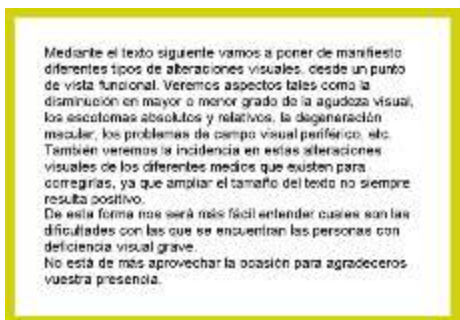 Mediante el texto siguiente vamos a poner de manifiesto
diferentes tipos de alteraciones visuales, desde un punto
de vista funcional. Veremos aspectos tales como la
disminución en mayor o menor grado de la agudeza visual,
los escotomas absolutos y relativos, la degeneración
macular, los problemas de campo visual periférico, etc.
También veremos la incidencia en estas alteraciones
visuales de los diferentes medios que existen para
corregirlas, ya que ampliar el tamaño del texto no siempre
resulta positivo.
De esta forma nos será más fácil entender cuales son las
dificultades con las que se encuentran las personas con
deficiencia visual grave.
No está de más aprovechar la ocasión para agradeceros
vuestra presencia.